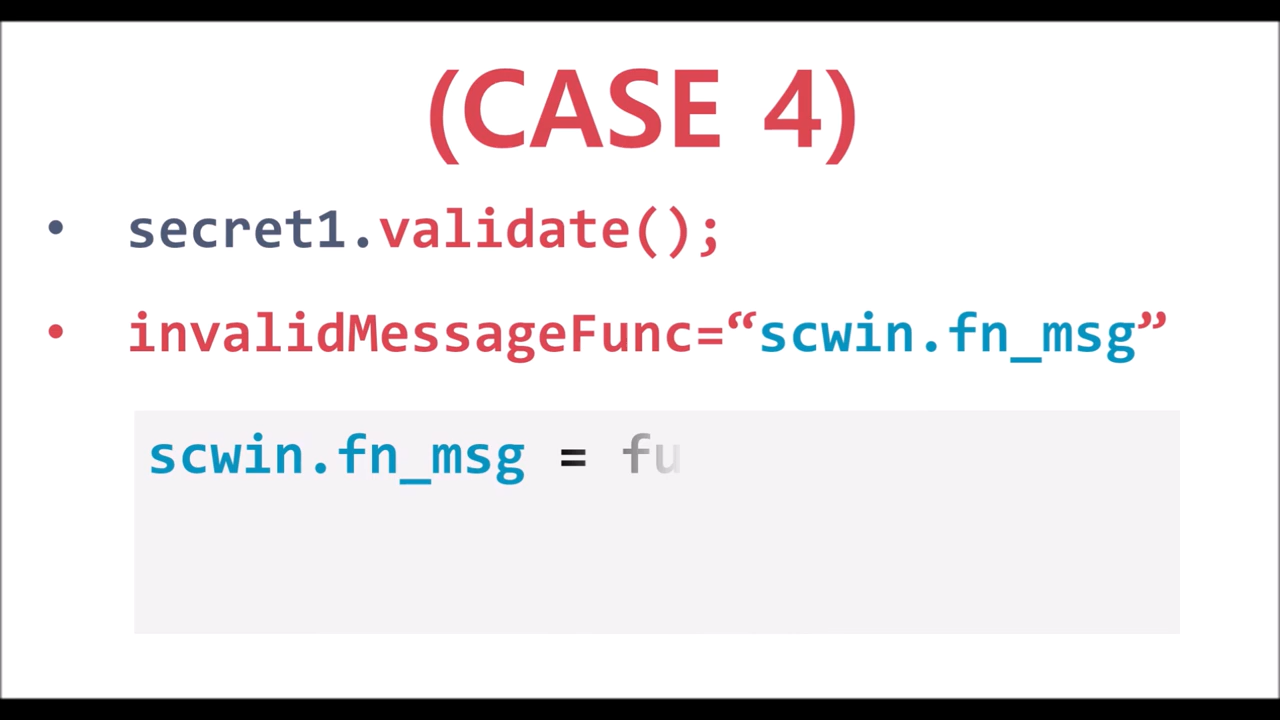 (CASE 4)
• secret1.validate();
• invalidMessageFunc=“scwin.fn_msg”
scwin.fn_msg = fu